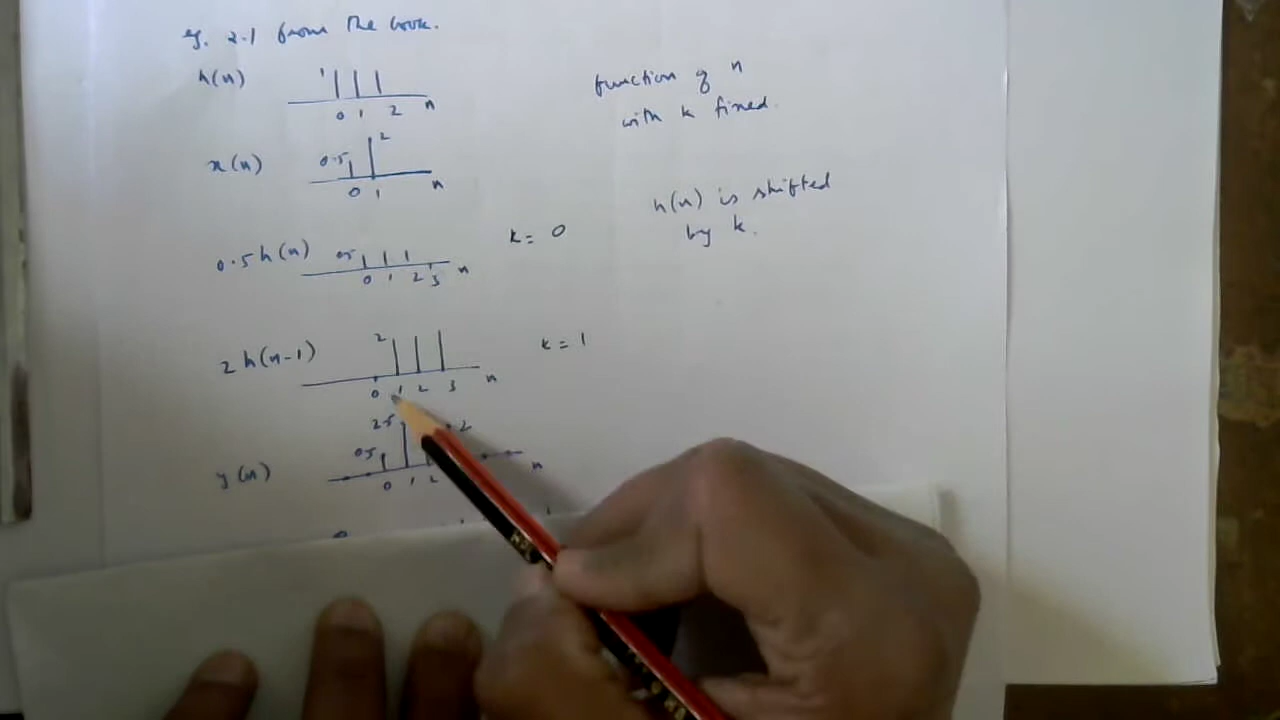 eg. 2.1 from the book.
h(n) 1 0 1 2 n
function of n
with k fixed.
x(n) 0.5 2 0 1 n
h(n) is shifted
by k.
0.5h(n) 0.5 0 1 2 3 n k = 0
2h(n-1) 2 0 1 2 3 n k = 1
y(n) 0.5 2.5 2 0 1 2 n